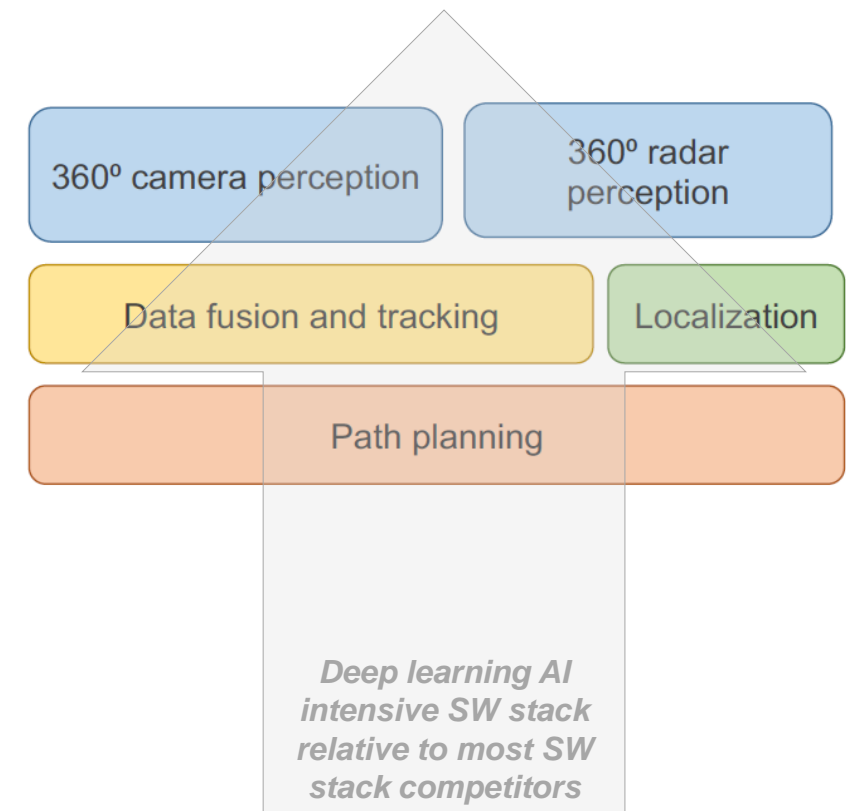 360º camera perception
360º radar
perception
Data fusion and tracking
Localization
Path planning
Deep learning AI
intensive SW stack
relative to most SW
stack competitors